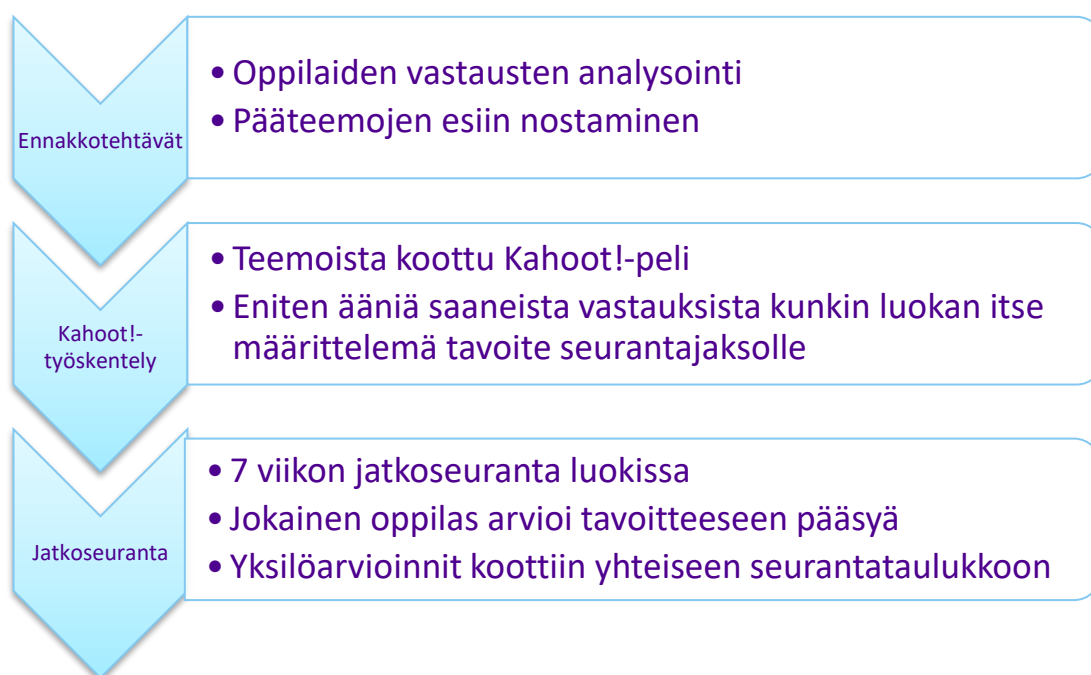 Ennakkotehtävät
• Oppilaiden vastausten analysointi
• Pääteemojen esiin nostaminen
Kahoot!-
työskentely
• Teemoista koottu Kahoot!-peli
• Eniten ääniä saaneista vastauksista kunkin luokan itse
määrittelemä tavoite seurantajaksolle
Jatkoseuranta
• 7 viikon jatkoseuranta luokissa
• Jokainen oppilas arvioi tavoitteeseen pääsyä
• Yksilöarvioinnit koottiin yhteiseen seurantataulukkoon